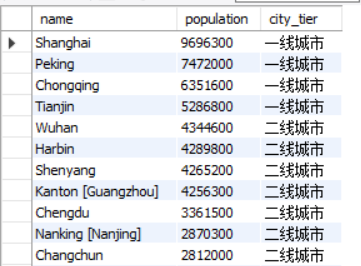 name population city_tier
Shanghai 9696300 一线城市
Peking 7472000 一线城市
Chongqing 6351600 一线城市
Tianjin 5286800 一线城市
Wuhan 4344600 二线城市
Harbin 4289800 二线城市
Shenyang 4265200 二线城市
Kanton [Guangzhou] 4256300 二线城市
Chengdu 3361500 二线城市
Nanking [Nanjing] 2870300 二线城市
Changchun 2812000 二线城市